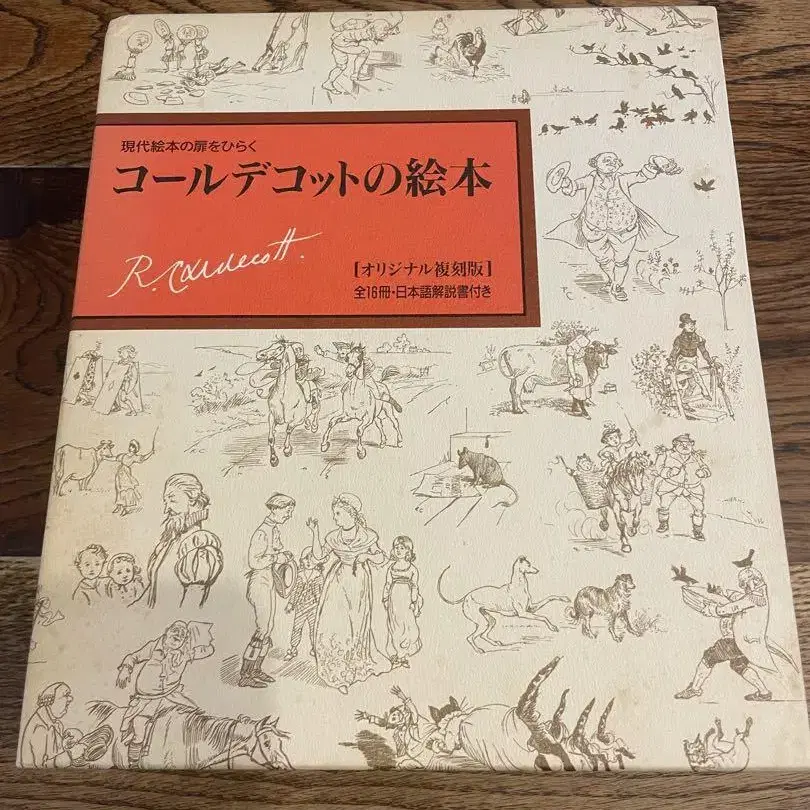 現代絵本の扉をひらく
コールデコットの絵本
R. Caldecott.
[オリジナル復刻版]
全16冊・日本語解説書付き